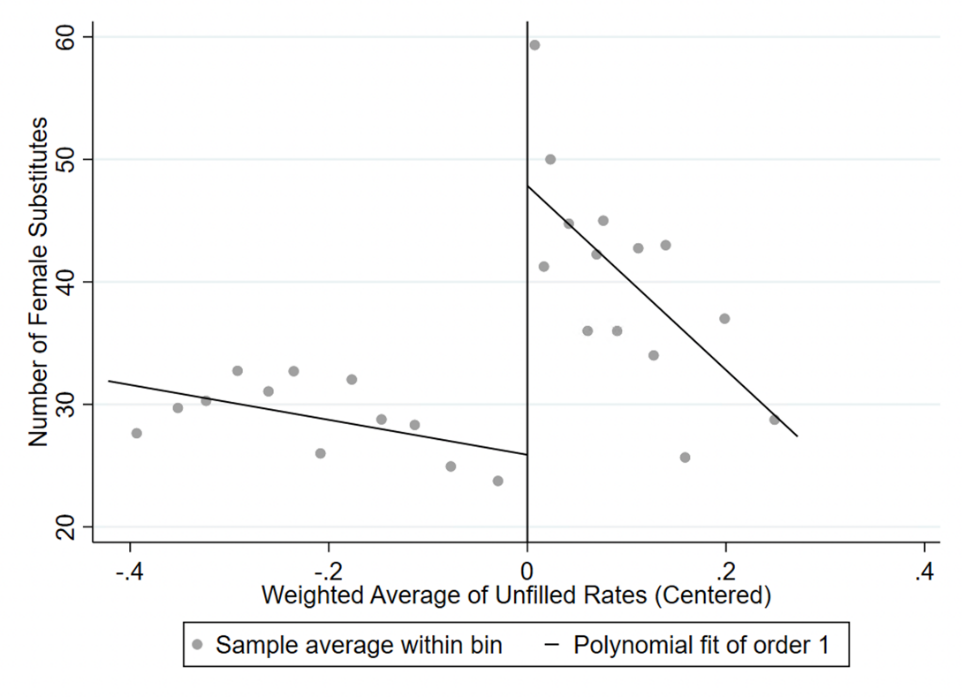 Number of Female Substitutes
60
50
40
30
20
-.4 -.2 0 .2 .4
Weighted Average of Unfilled Rates (Centered)
Sample average within bin Polynomial fit of order 1